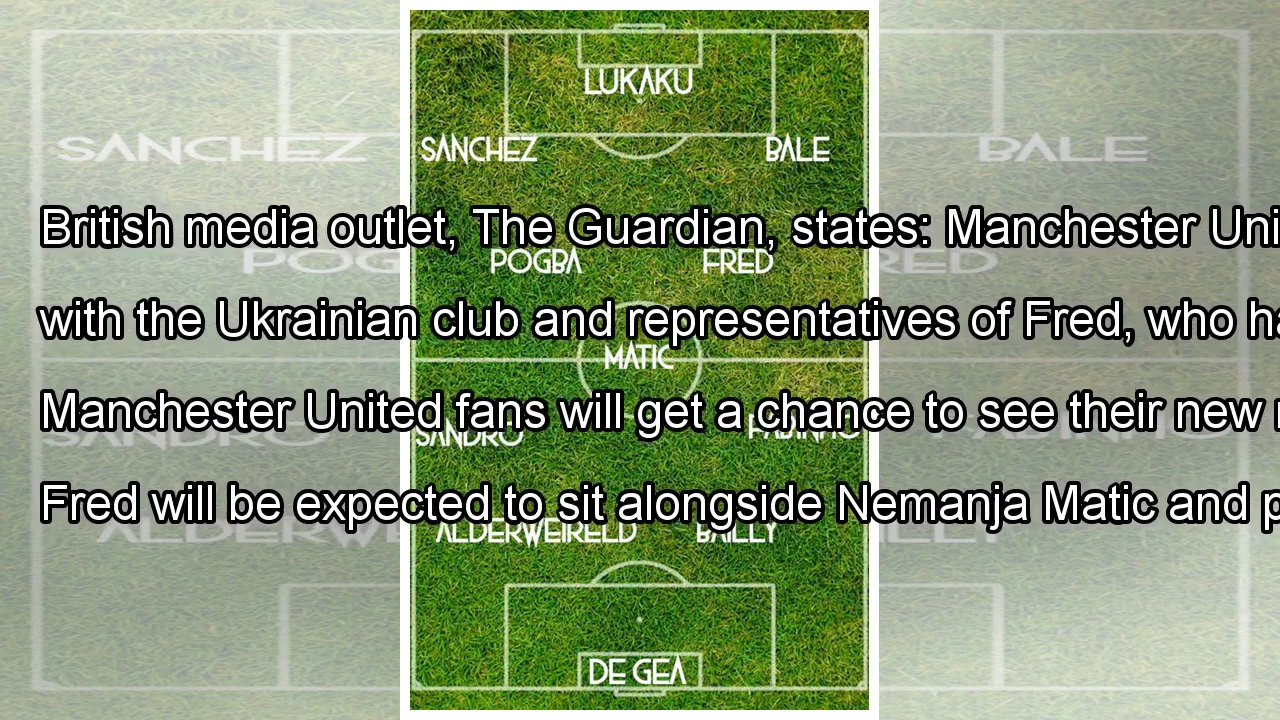 LUKAKU
SANCHEZ BALE
British media outlet, The Guardian, states: Manchester Uni
POGBA FRED
with the Ukrainian club and representatives of Fred, who ha
MATIC
Manchester United fans will get a chance to see their new
SANDRO FABINHO
Fred will be expected to sit alongside Nemanja Matic and p
ALDERWEIRELD BAILLY
DE GEA